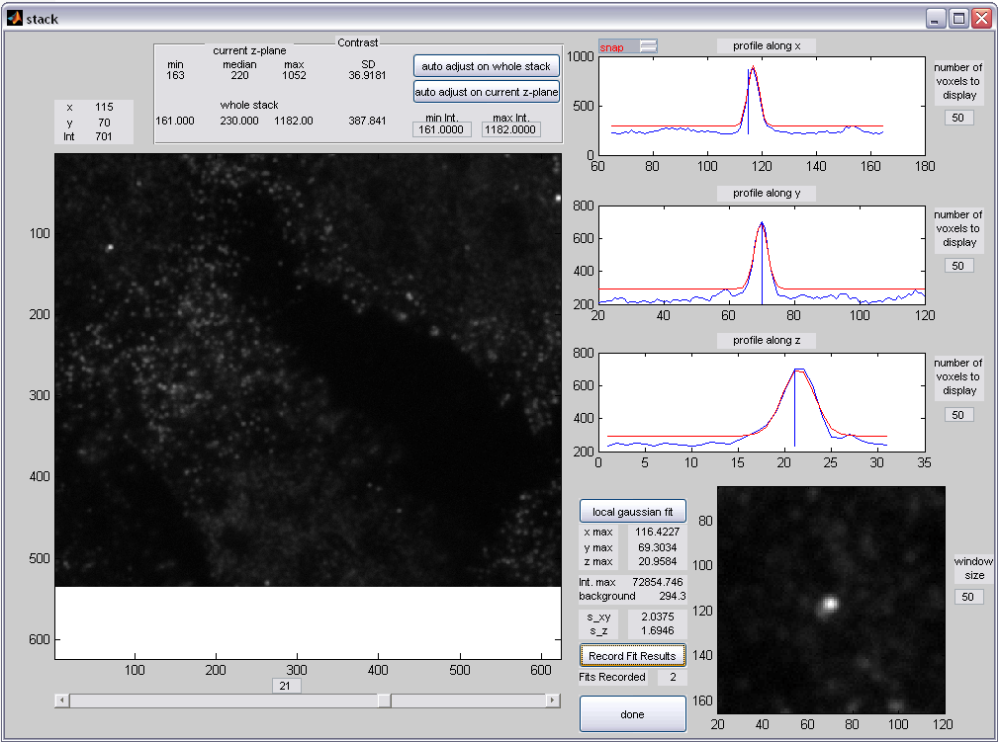 stack
Contrast
current z-plane
min median max SD
163 220 1052 36.9181
whole stack
161.000 230.000 1182.00 387.841
auto adjust on whole stack
auto adjust on current z-plane
min Int. max Int.
161.0000 1182.0000
x 115
y 70
Int 701
100
200
300
400
500
600
100 200 300 400 500 600
21
snap
profile along x
1000
500
0
60 80 100 120 140 160 180
number of
voxels to
display
50
profile along y
800
600
400
200
20 40 60 80 100 120
number of
voxels to
display
50
profile along z
800
600
400
200
0 5 10 15 20 25 30 35
number of
voxels to
display
50
local gaussian fit
x max 116.4227
y max 69.3034
z max 20.9584
Int. max 72854.746
background 294.3
s_xy 2.0375
s_z 1.6946
Record Fit Results
Fits Recorded 2
done
80
100
120
140
160
20 40 60 80 100 120
window
size
50